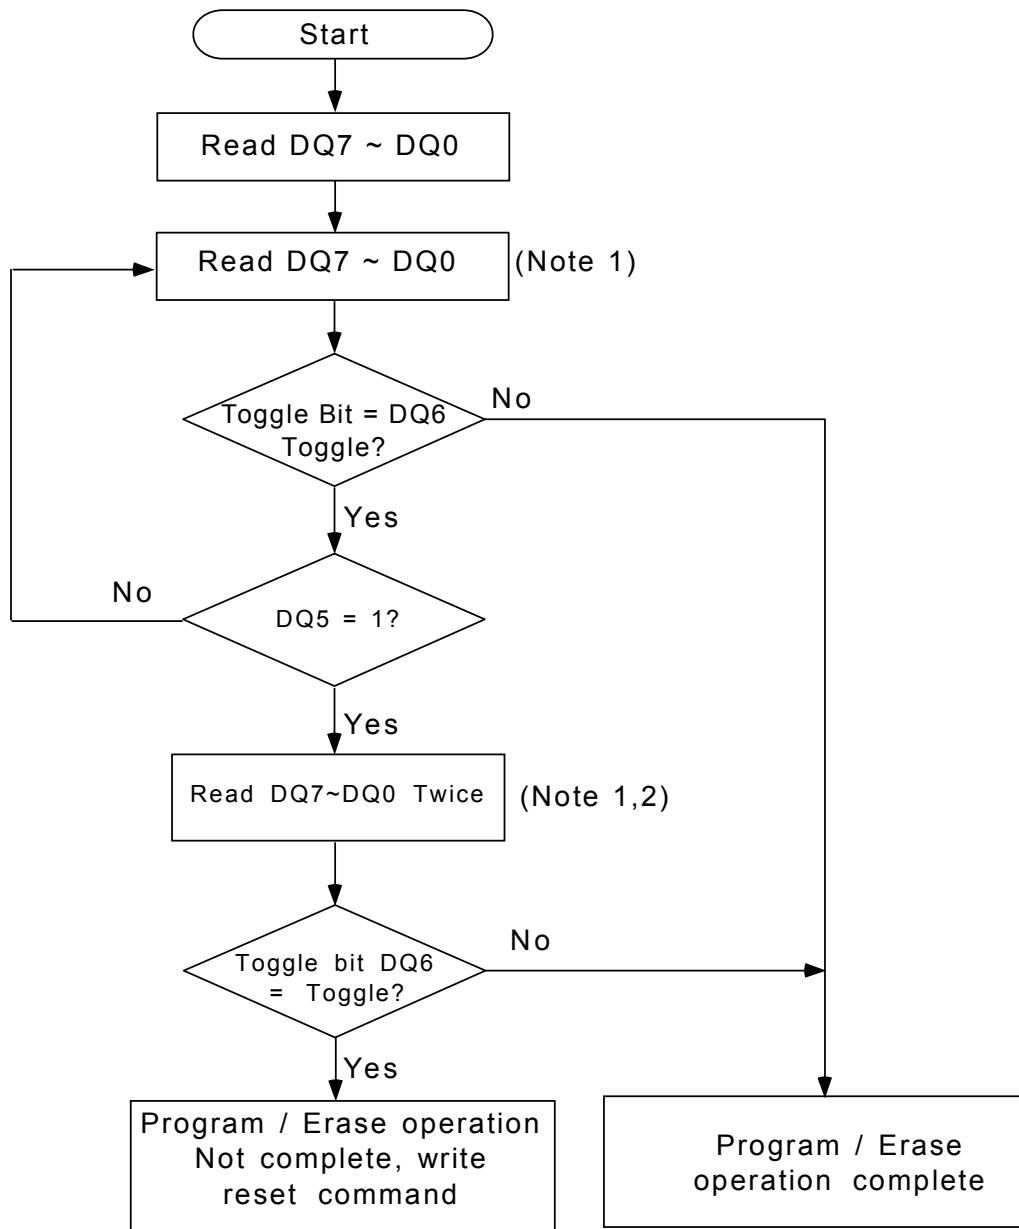 Start
Read DQ7 ~ DQ0
Read DQ7 ~ DQ0 (Note 1)
Toggle Bit = DQ6
Toggle?
No
Yes
No
DQ5 = 1?
Yes
Read DQ7~DQ0 Twice (Note 1,2)
Toggle bit DQ6
= Toggle?
No
Yes
Program / Erase operation
Not complete, write
reset command
Program / Erase
operation complete